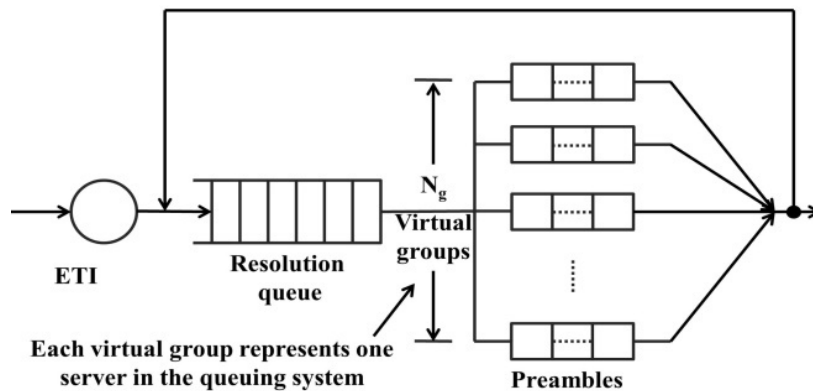 ETI
Resolution
queue
N_g
Virtual
groups
Each virtual group represents one
server in the queuing system
Preambles